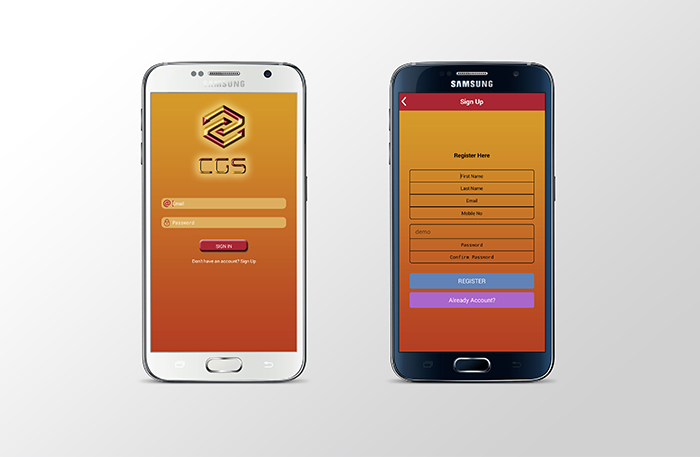 SAMSUNG
CGS
Email
Password
SIGN IN
Don't have an account? Sign Up
SAMSUNG
Sign Up
Register Here
First Name
Last Name
Email
Mobile No
demo
Password
Confirm Password
REGISTER
Already Account?